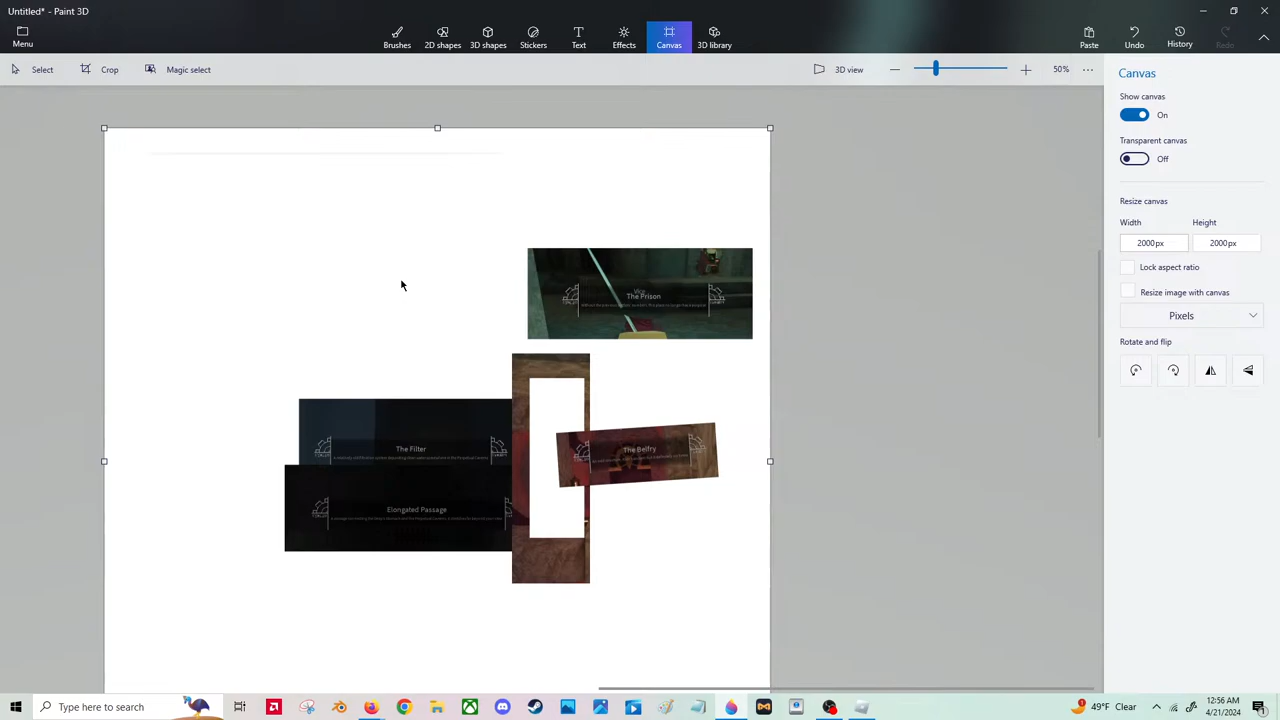 Untitled* - Paint 3D
Menu
Brushes
2D shapes
3D shapes
Stickers
Text
Effects
Canvas
3D library
Paste
Undo
History
Redo
Select
Crop
Magic select
3D view
50%
Canvas
Show canvas
On
Transparent canvas
Off
Resize canvas
Width
Height
2000px
2000px
Lock aspect ratio
Resize image with canvas
Pixels
Rotate and flip
Vice
The Prison
The Filter
The Belfry
Elongated Passage
Type here to search
49°F Clear
12:56 AM
4/21/2024